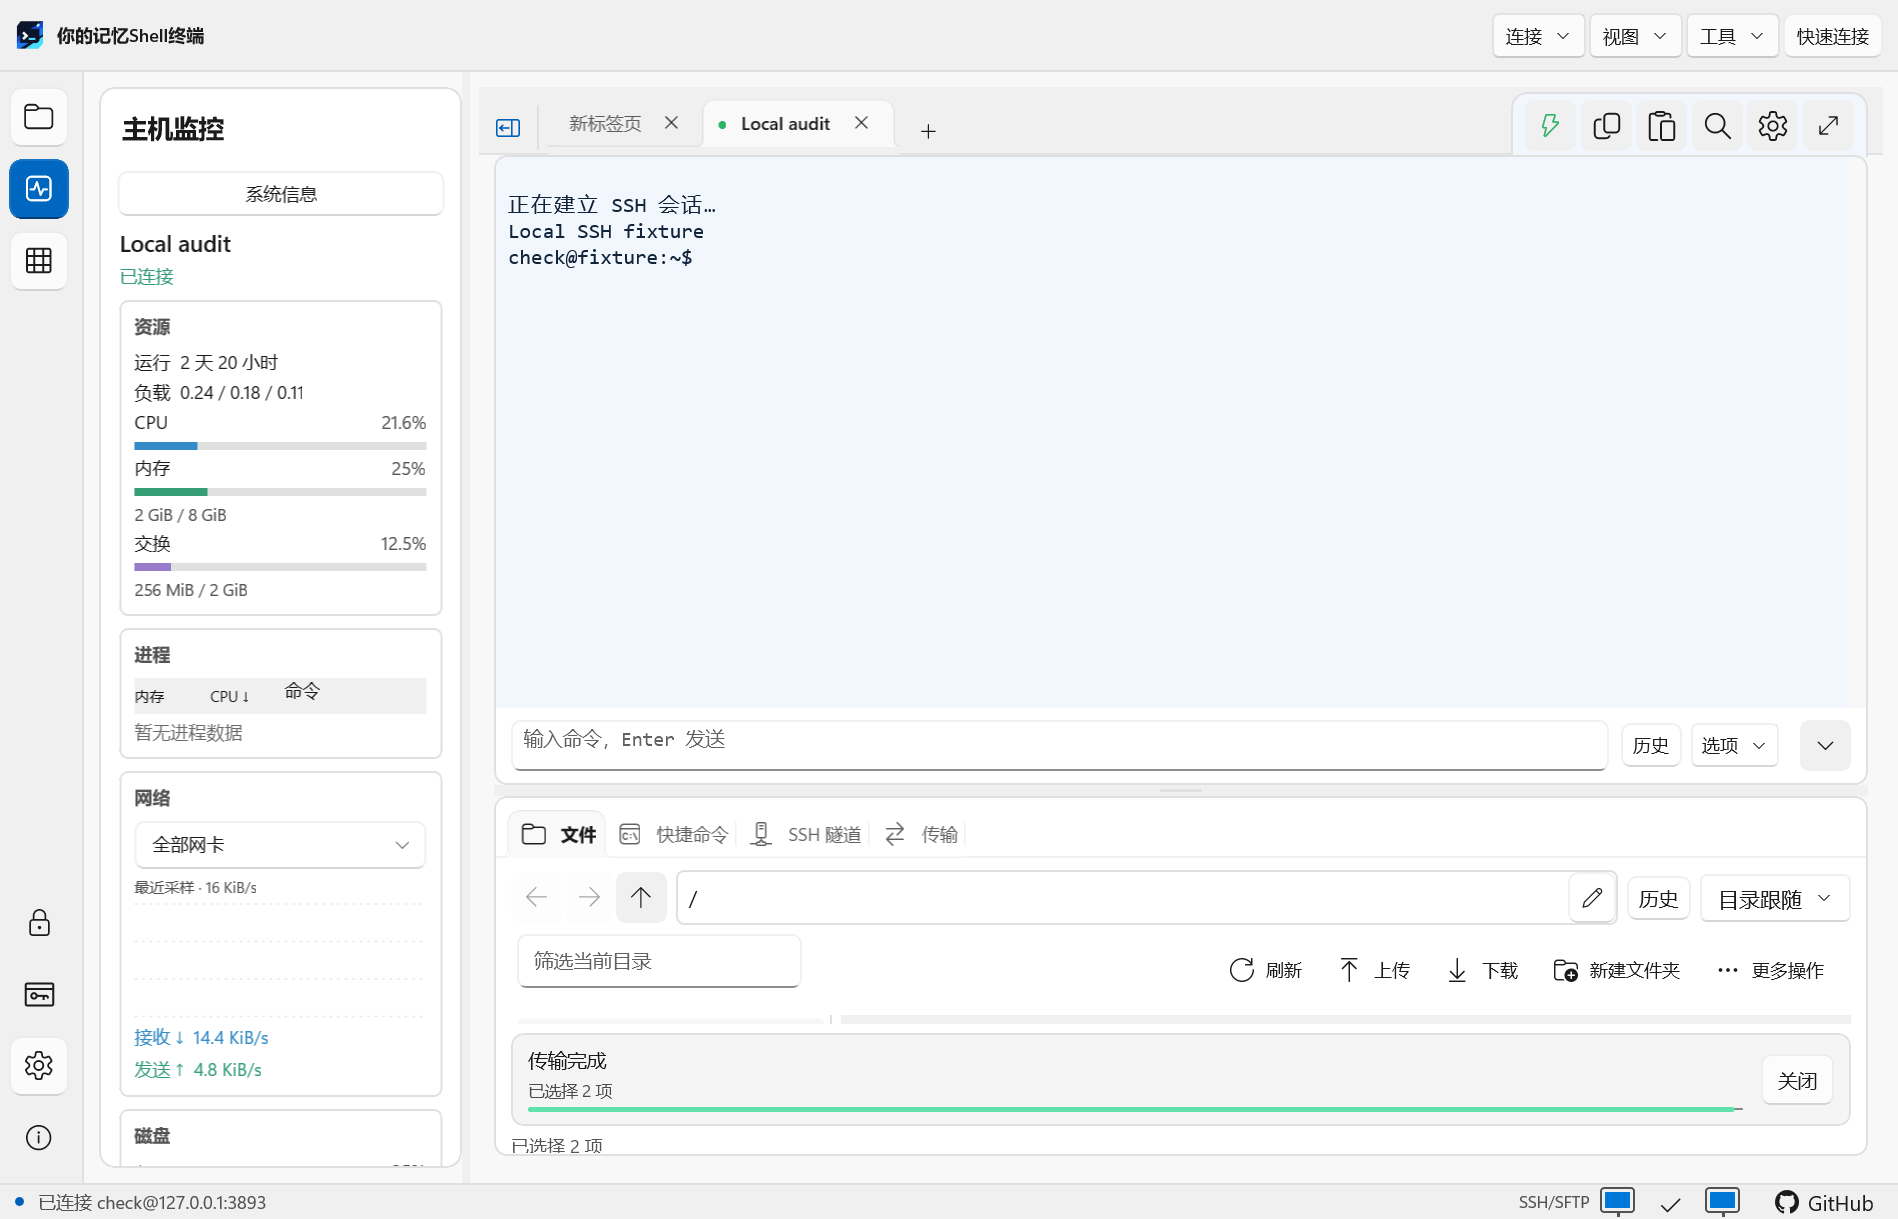 你的记忆Shell终端
连接
视图
工具
快速连接
主机监控
系统信息
Local audit
已连接
资源
运行 2 天 20 小时
负载 0.24 / 0.18 / 0.11
CPU 21.6%
内存 25%
2 GiB / 8 GiB
交换 12.5%
256 MiB / 2 GiB
进程
内存 CPU ↓ 命令
暂无进程数据
网络
全部网卡
最近采样 · 16 KiB/s
接收 ↓ 14.4 KiB/s
发送 ↑ 4.8 KiB/s
磁盘
新标签页
Local audit
正在建立 SSH 会话…
Local SSH fixture
check@fixture:~$
输入命令, Enter 发送
历史
选项
文件
快捷命令
SSH 隧道
传输
/
历史
目录跟随
筛选当前目录
刷新
上传
下载
新建文件夹
更多操作
传输完成
已选择 2 项
关闭
已选择 2 项
已连接 check@127.0.0.1:3893
SSH/SFTP
GitHub